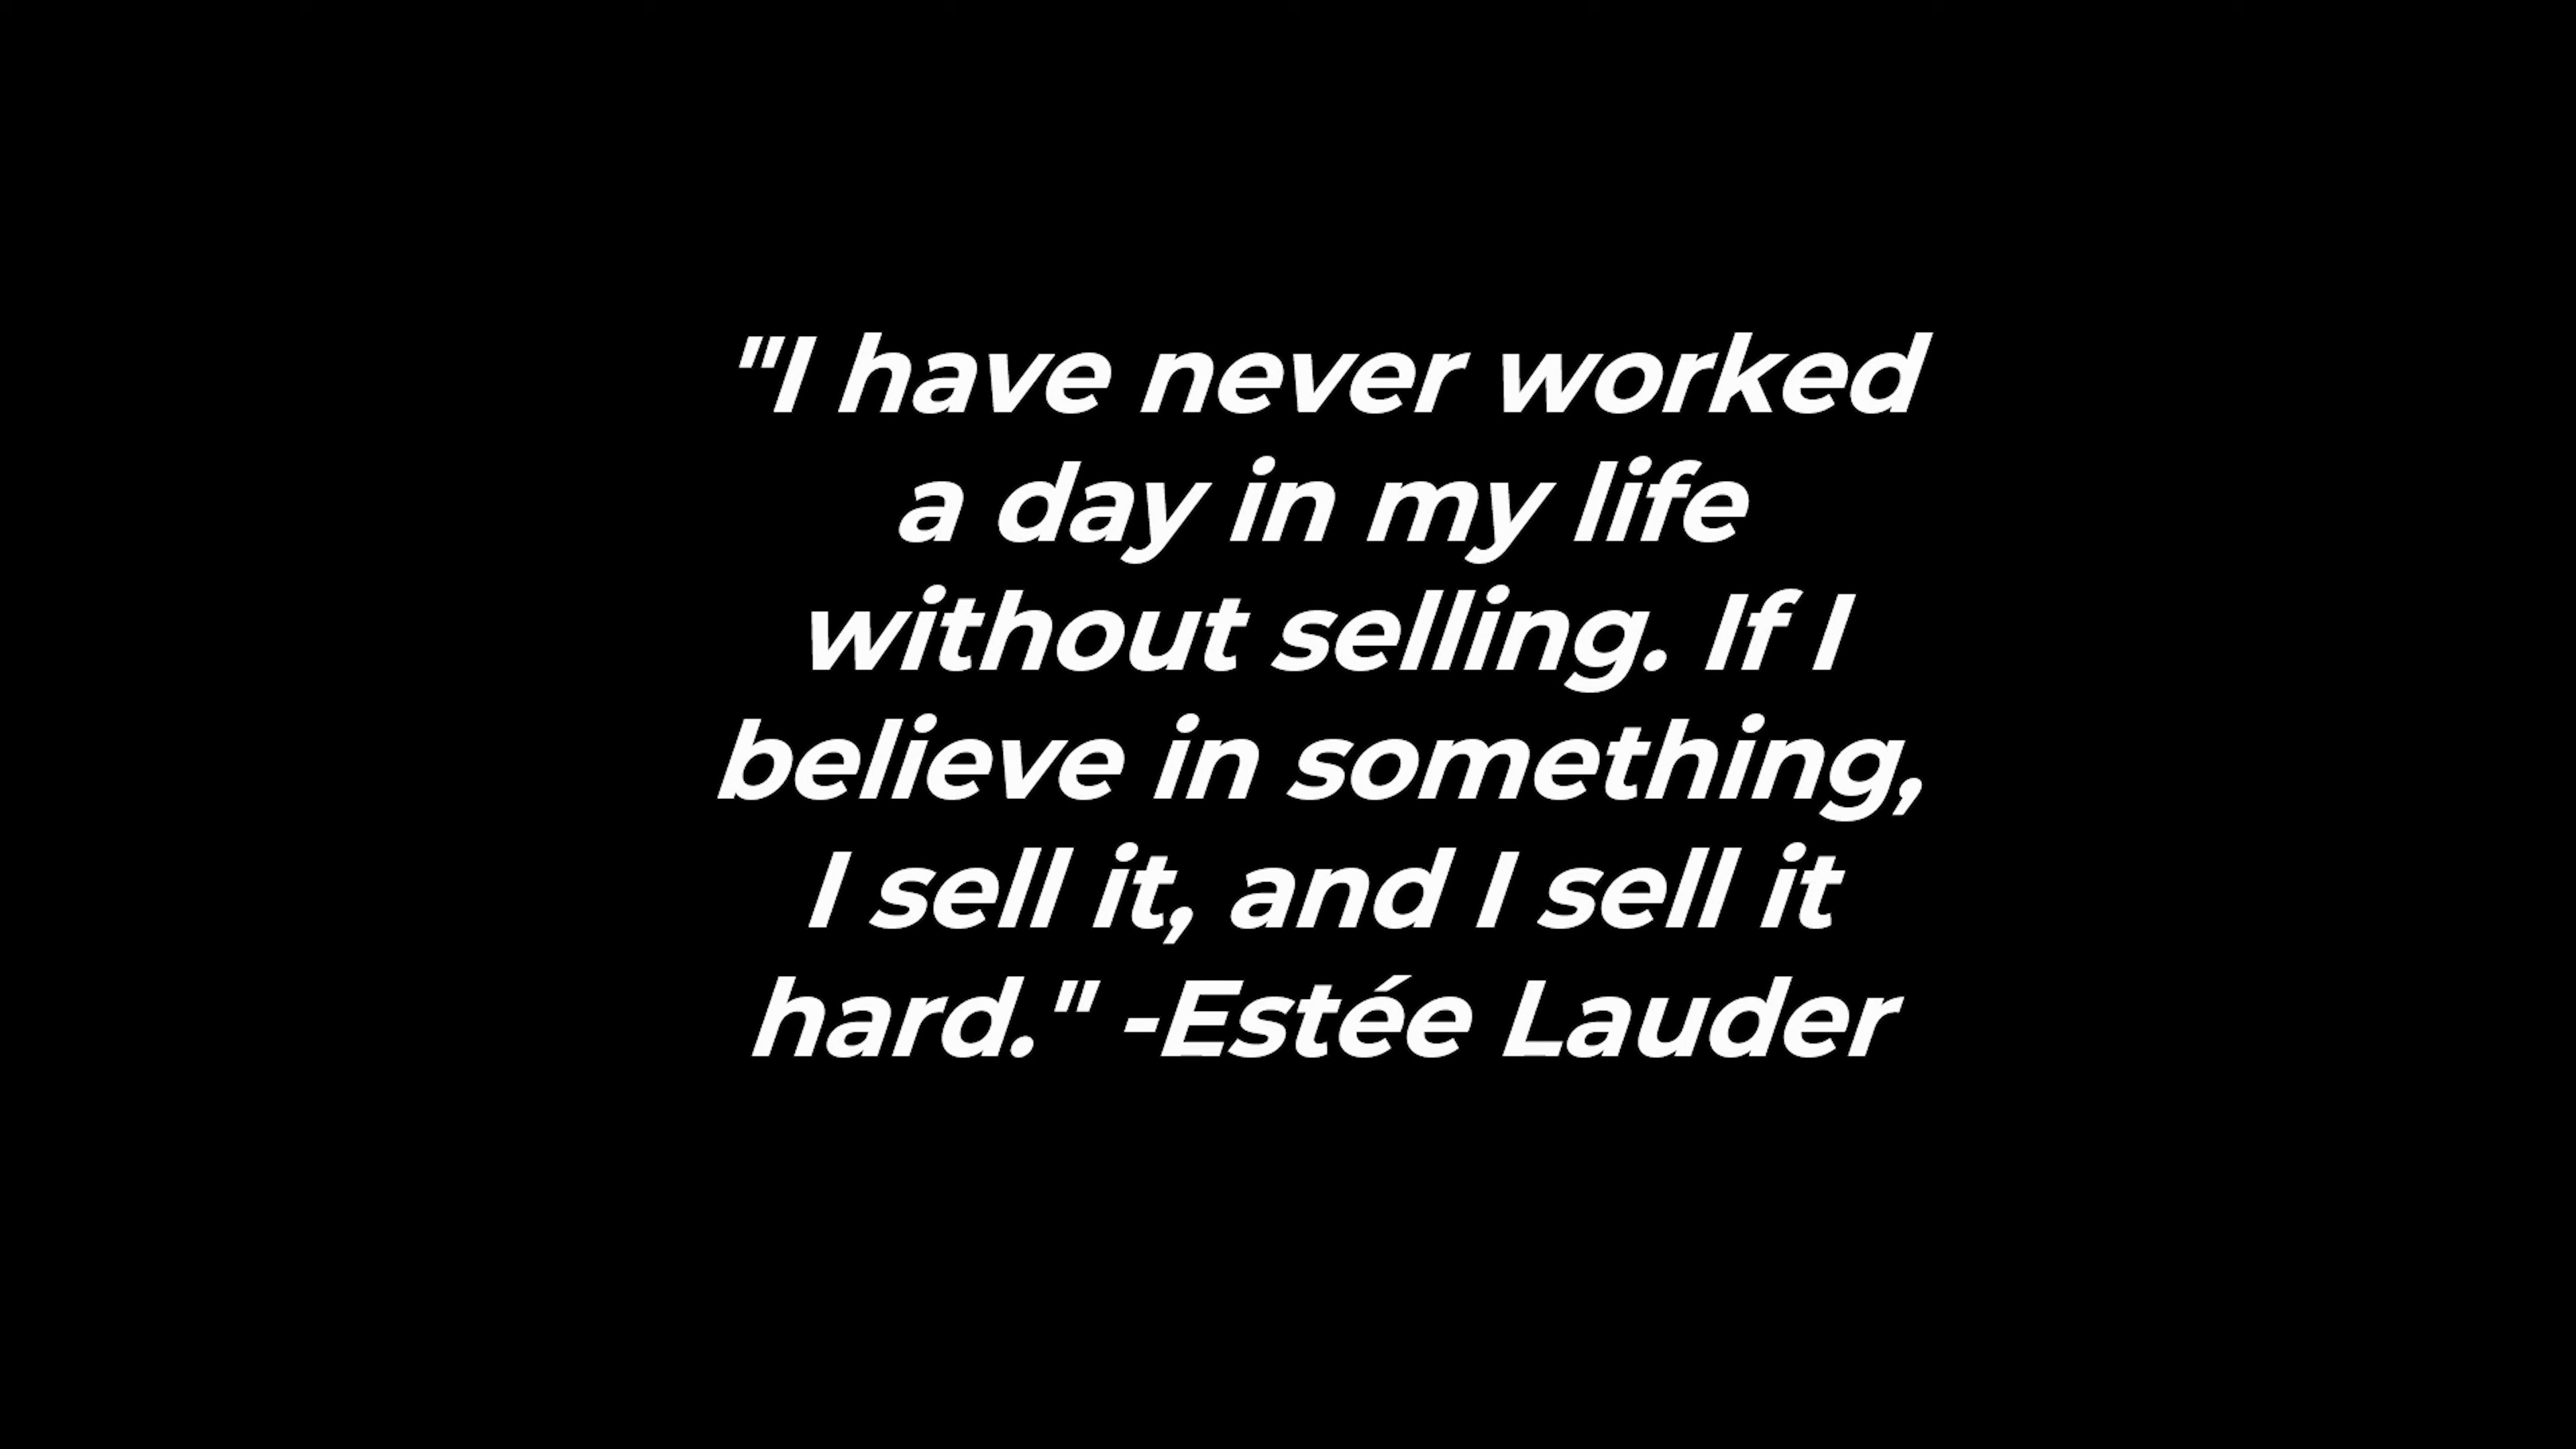 "I have never worked
a day in my life
without selling. If I
believe in something,
I sell it, and I sell it
hard." -Estée Lauder